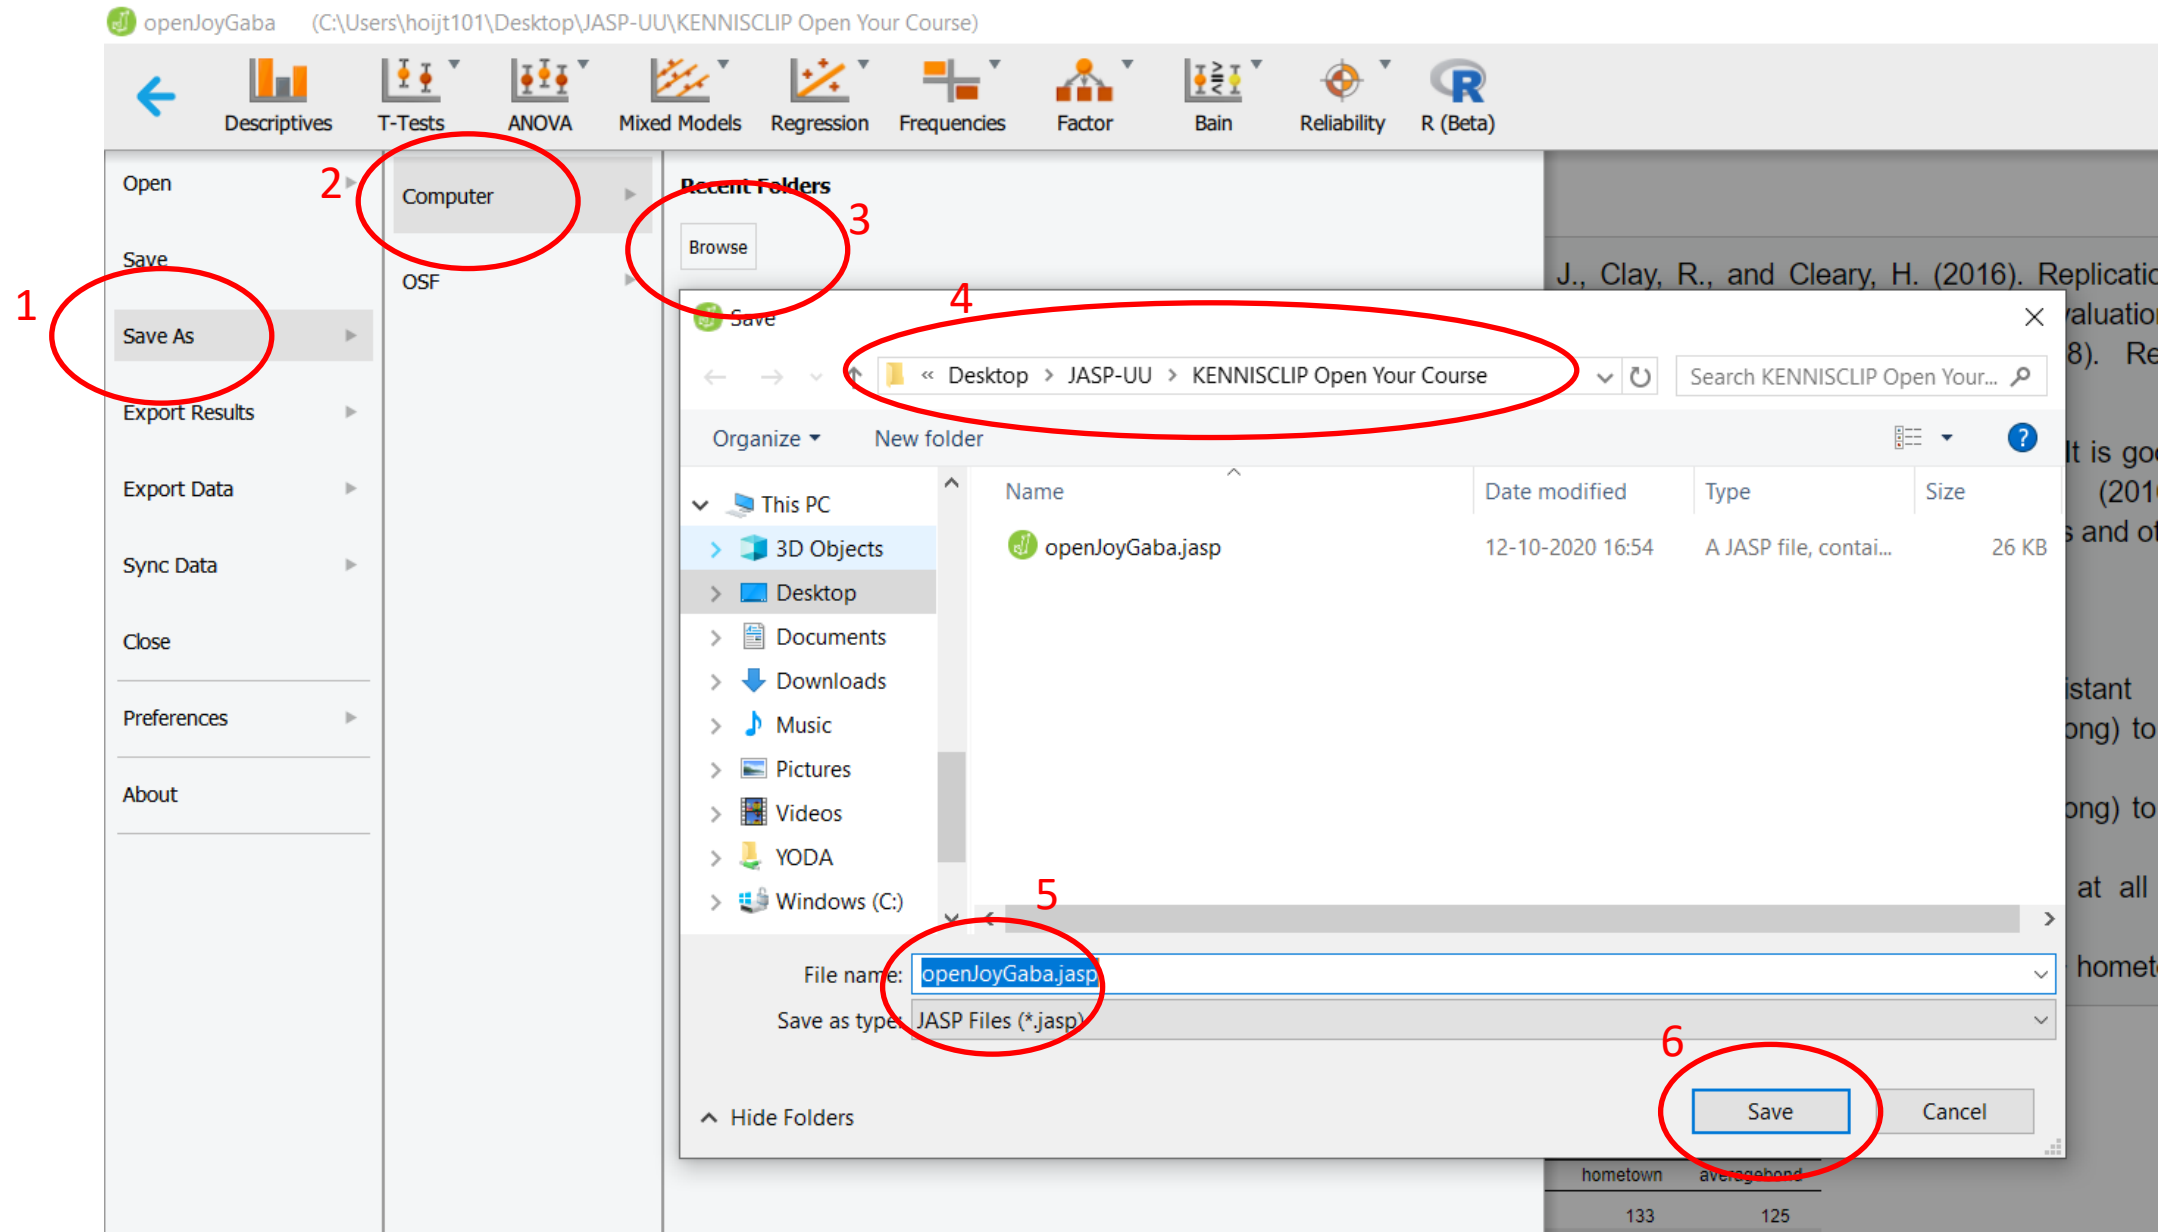 openJoyGaba (C:\Users\hoijt101\Desktop\JASP-UU\KENNISCLIP Open Your Course)
Descriptives T-Tests ANOVA Mixed Models Regression Frequencies Factor Bain Reliability R (Beta)
1
2
3
4
5
6
Open
Save
Save As
Export Results
Export Data
Sync Data
Close
Preferences
About
Computer
OSF
Recent Folders
Browse
Save
« Desktop > JASP-UU > KENNISCLIP Open Your Course
Search KENNISCLIP Open Your...
Organize New folder
?
This PC
3D Objects
Desktop
Documents
Downloads
Music
Pictures
Videos
YODA
Windows (C:)
Name Date modified Type Size
openJoyGaba.jasp 12-10-2020 16:54 A JASP file, contai... 26 KB
File name: openJoyGaba.jasp
Save as type: JASP Files (*.jasp)
Hide Folders
Save Cancel
J., Clay, R., and Cleary, H. (2016). Replicatio
valuation
8). Re
It is goo
(201
s and ot
istant
ong) to
ong) to
at all
homet
hometown averagebond
133 125